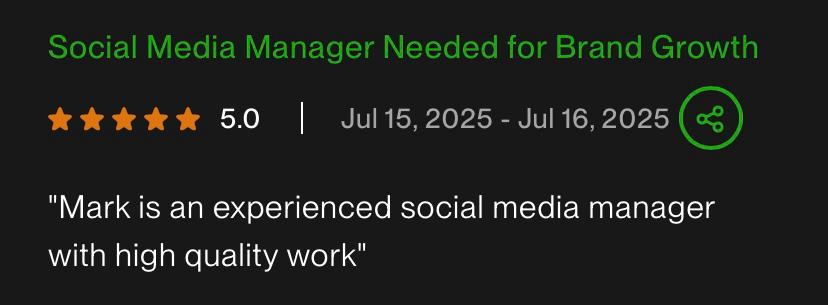 Social Media Manager Needed for Brand Growth
5.0 | Jul 15, 2025 - Jul 16, 2025
"Mark is an experienced social media manager
with high quality work"